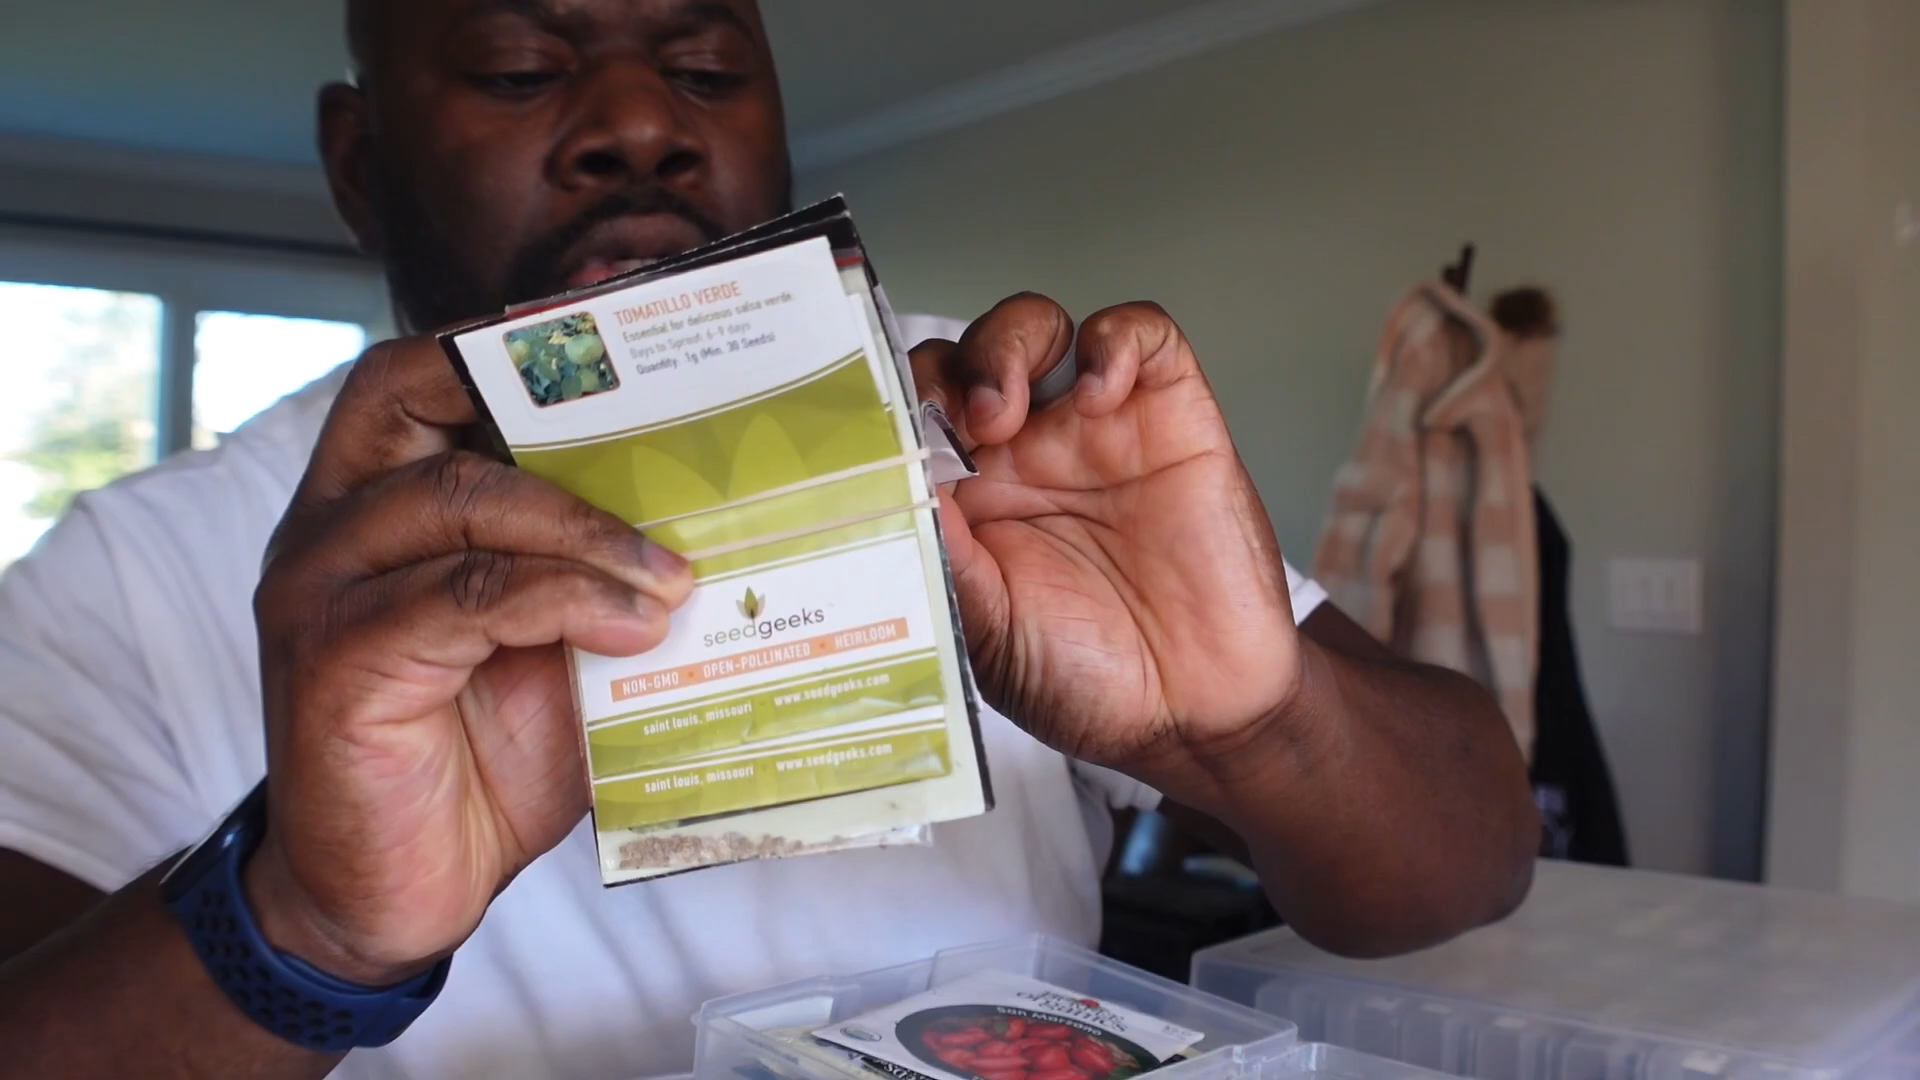 TOMATILLO VERDE
Essential for delicious salsa verde.
Days to Sprout: 6-9 days
Quantity: .1g (Min. 30 Seeds)
seedgeeks
NON-GMO • OPEN-POLLINATED • HEIRLOOM
saint louis, missouri www.seedgeeks.com
saint louis, missouri www.seedgeeks.com
San Marzano